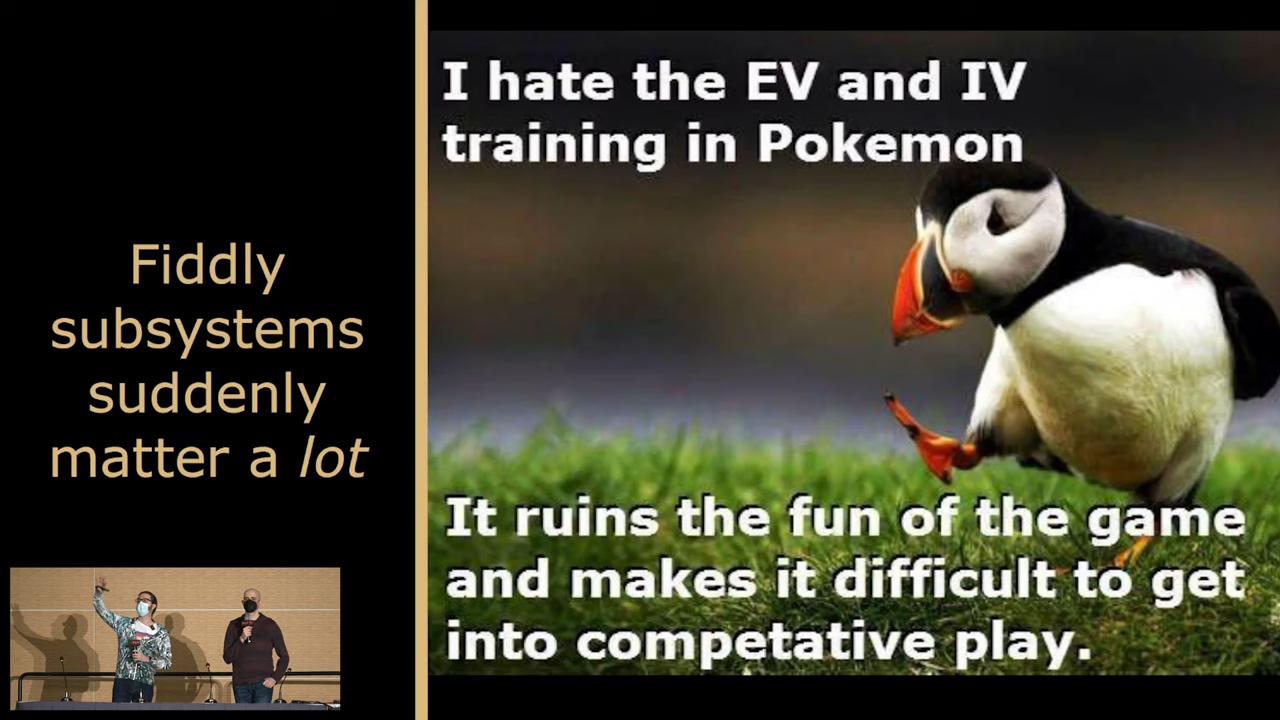 Fiddly
subsystems
suddenly
matter a lot
I hate the EV and IV
training in Pokemon
It ruins the fun of the game
and makes it difficult to get
into competative play.